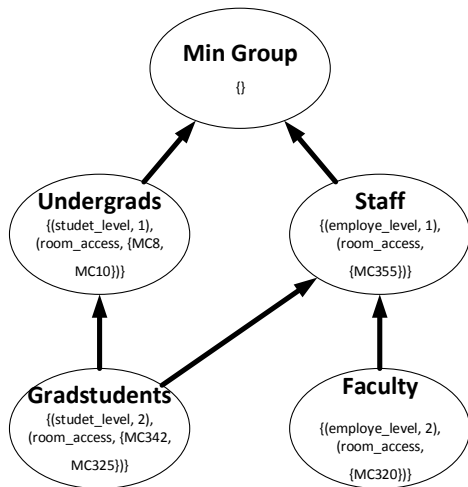 Min Group
{}
Undergrads
{(studet_level, 1),
(room_access, {MC8,
MC10})}
Staff
{(employe_level, 1),
(room_access,
{MC355})}
Gradstudents
{(studet_level, 2),
(room_access, {MC342,
MC325})}
Faculty
{(employe_level, 2),
(room_access,
{MC320})}